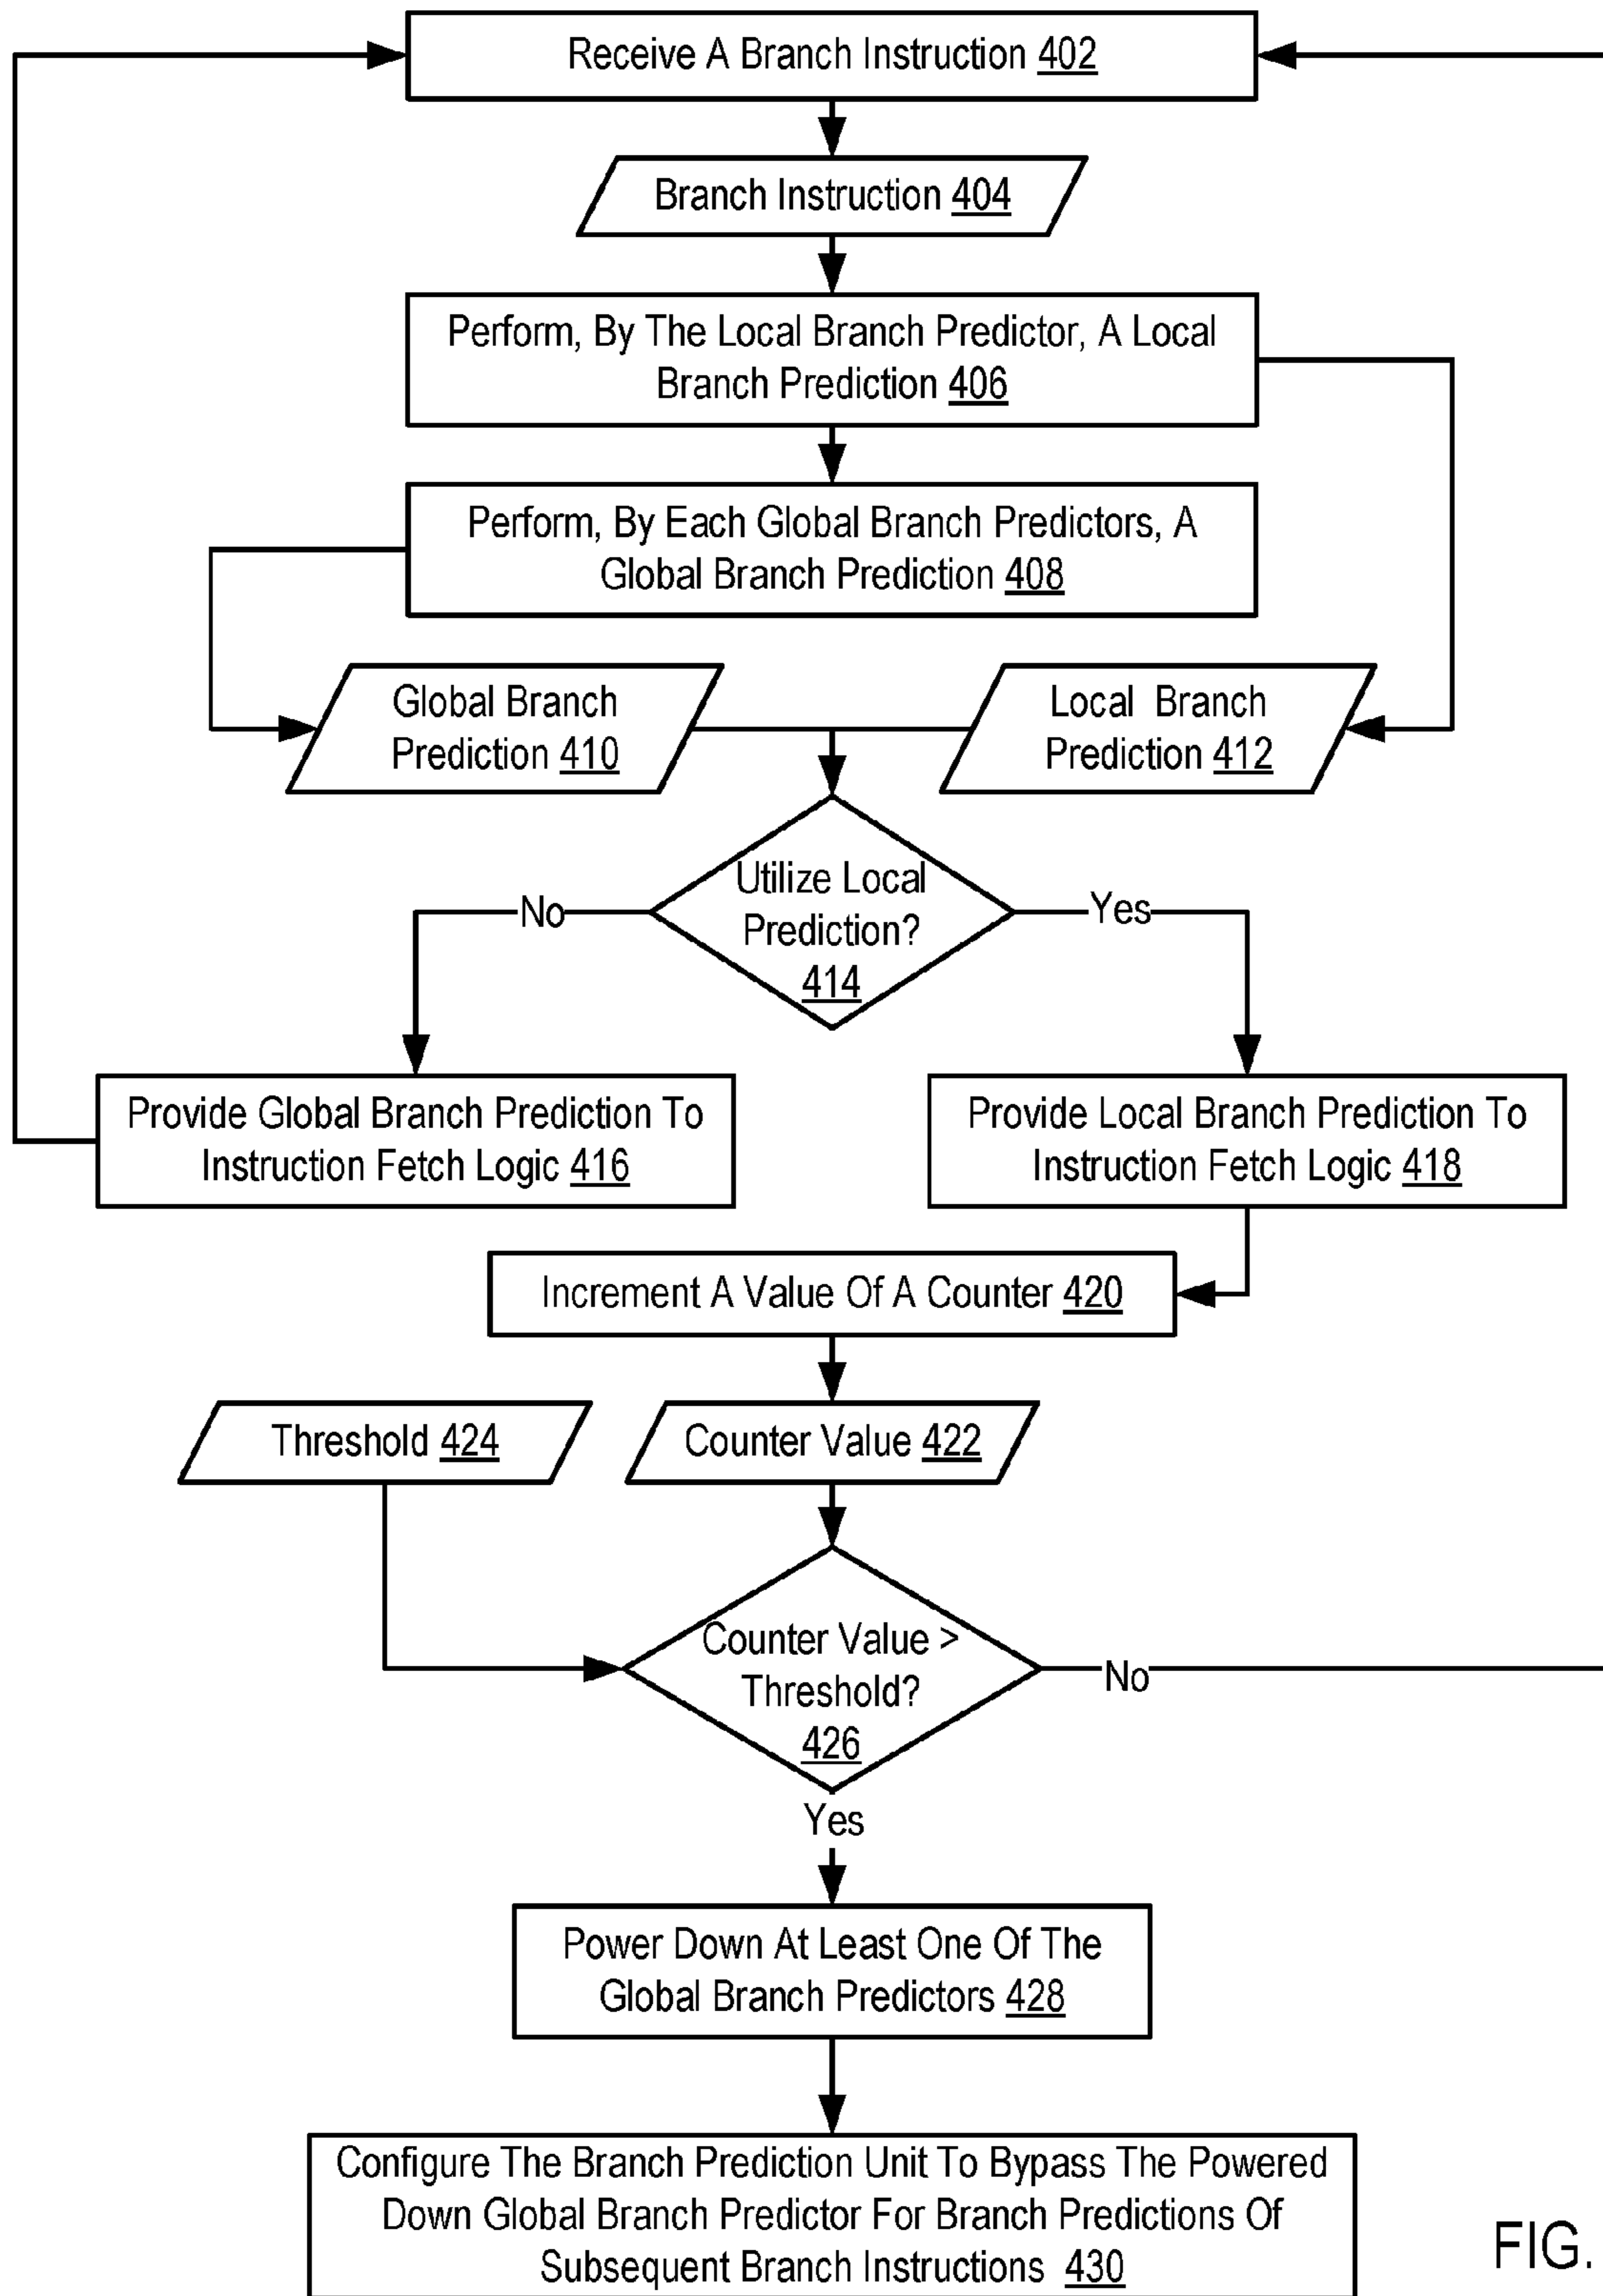 Receive A Branch Instruction 402
Branch Instruction 404
Perform, By The Local Branch Predictor, A Local
Branch Prediction 406
Perform, By Each Global Branch Predictors, A
Global Branch Prediction 408
Global Branch
Prediction 410
Local Branch
Prediction 412
Utilize Local
Prediction?
414
No
Yes
Provide Global Branch Prediction To
Instruction Fetch Logic 416
Provide Local Branch Prediction To
Instruction Fetch Logic 418
Increment A Value Of A Counter 420
Threshold 424
Counter Value 422
Counter Value >
Threshold?
426
No
Yes
Power Down At Least One Of The
Global Branch Predictors 428
Configure The Branch Prediction Unit To Bypass The Powered
Down Global Branch Predictor For Branch Predictions Of
Subsequent Branch Instructions 430
FIG.